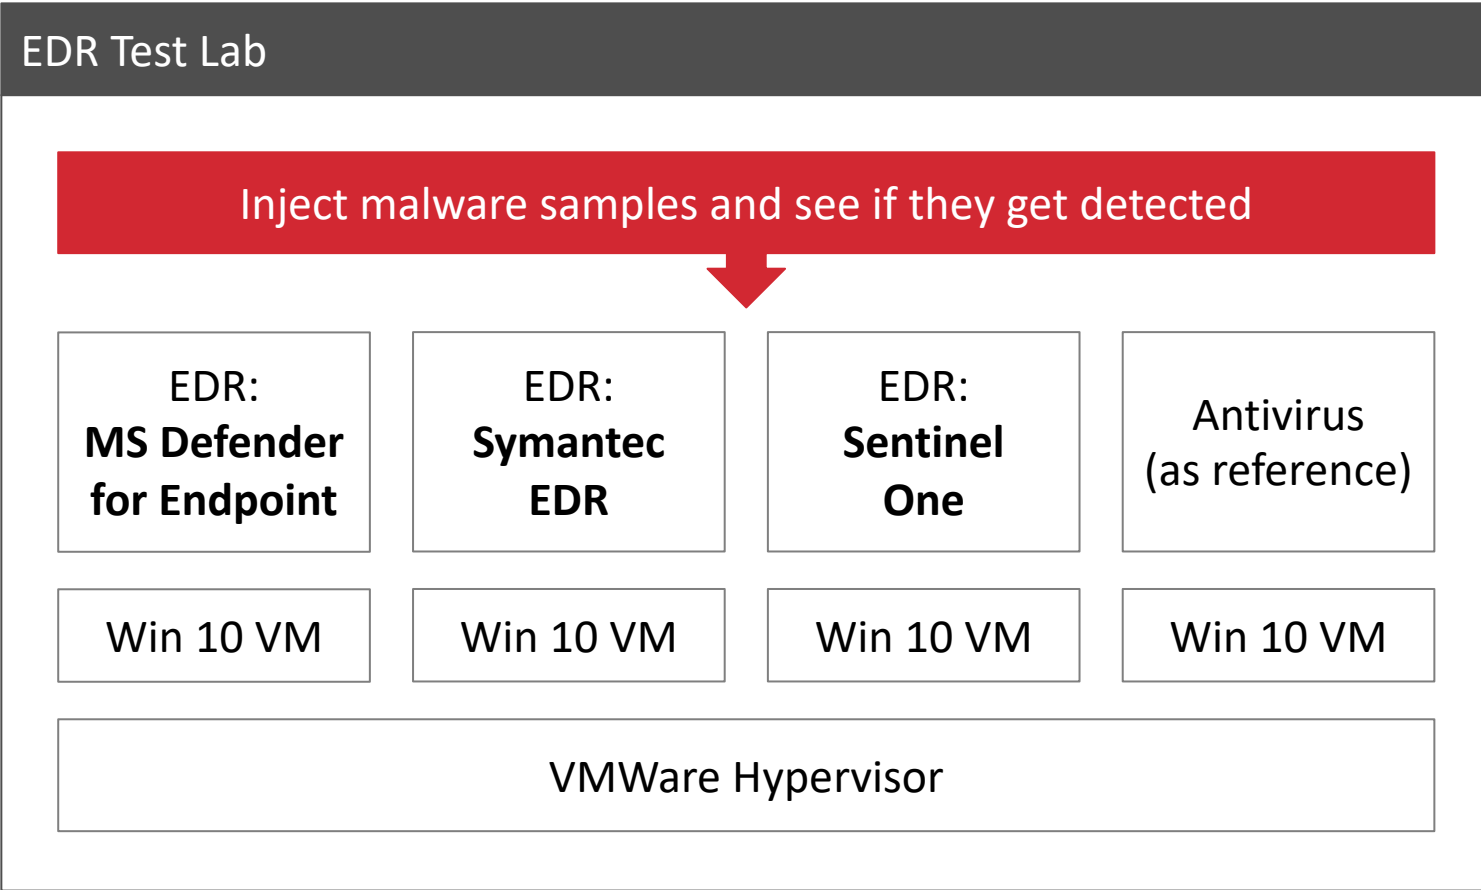 EDR Test Lab
Inject malware samples and see if they get detected
EDR:
MS Defender
for Endpoint
EDR:
Symantec
EDR
EDR:
Sentinel
One
Antivirus
(as reference)
Win 10 VM
Win 10 VM
Win 10 VM
Win 10 VM
VMWare Hypervisor